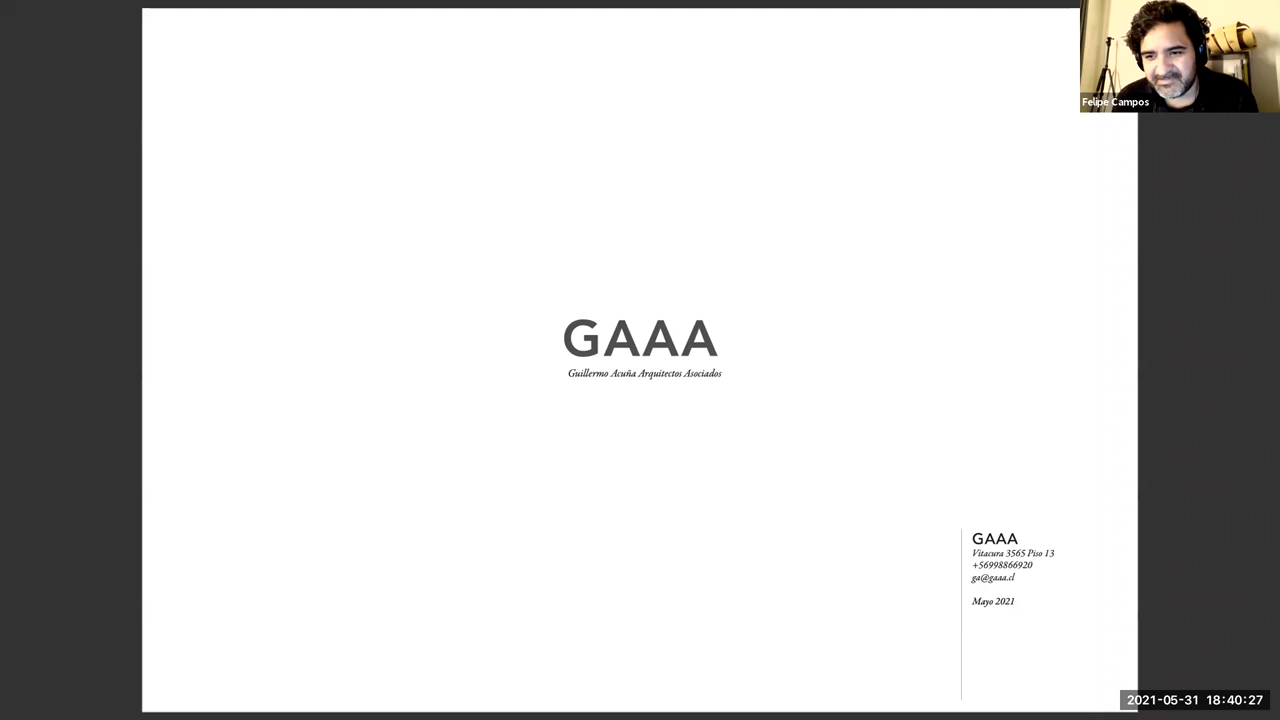 Felipe Campos
GAAA
Guillermo Acuña Arquitectos Asociados
GAAA
Vitacura 3565 Piso 13
+56998866920
ga@gaaa.cl
Mayo 2021
2021-05-31 18:40:27